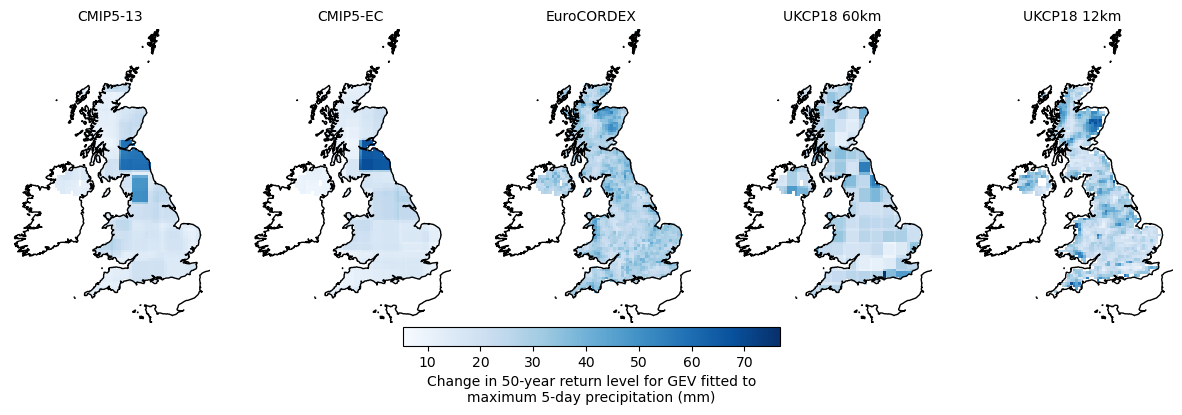 CMIP5-13 CMIP5-EC EuroCORDEX UKCP18 60km UKCP18 12km
10 20 30 40 50 60 70
Change in 50-year return level for GEV fitted to
maximum 5-day precipitation (mm)